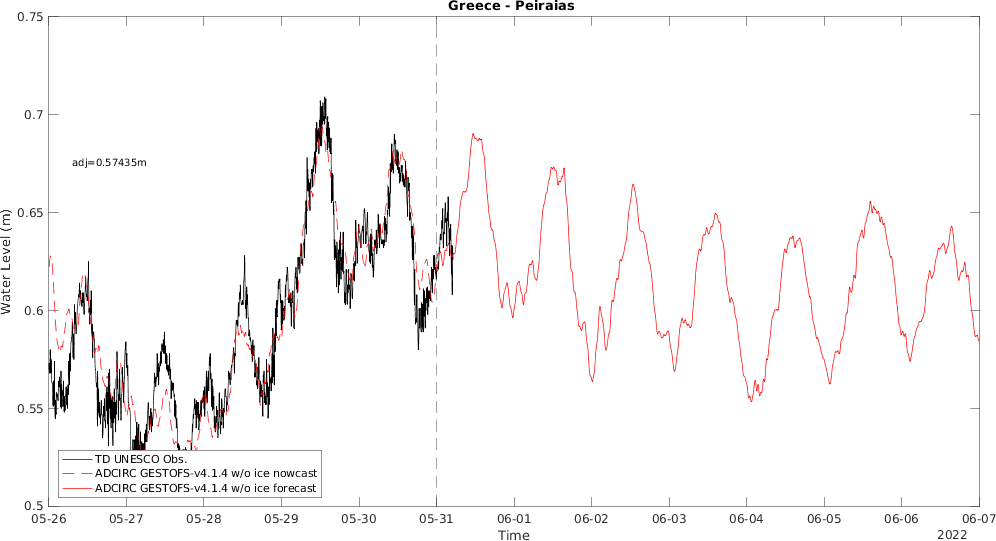 Greece - Peiraias
0.75
0.7
0.65
0.6
0.55
0.5
Water Level (m)
adj=0.57435m
TD UNESCO Obs.
ADCIRC GESTOFS-v4.1.4 w/o ice nowcast
ADCIRC GESTOFS-v4.1.4 w/o ice forecast
05-26 05-27 05-28 05-29 05-30 05-31 06-01 06-02 06-03 06-04 06-05 06-06 06-07
Time
2022